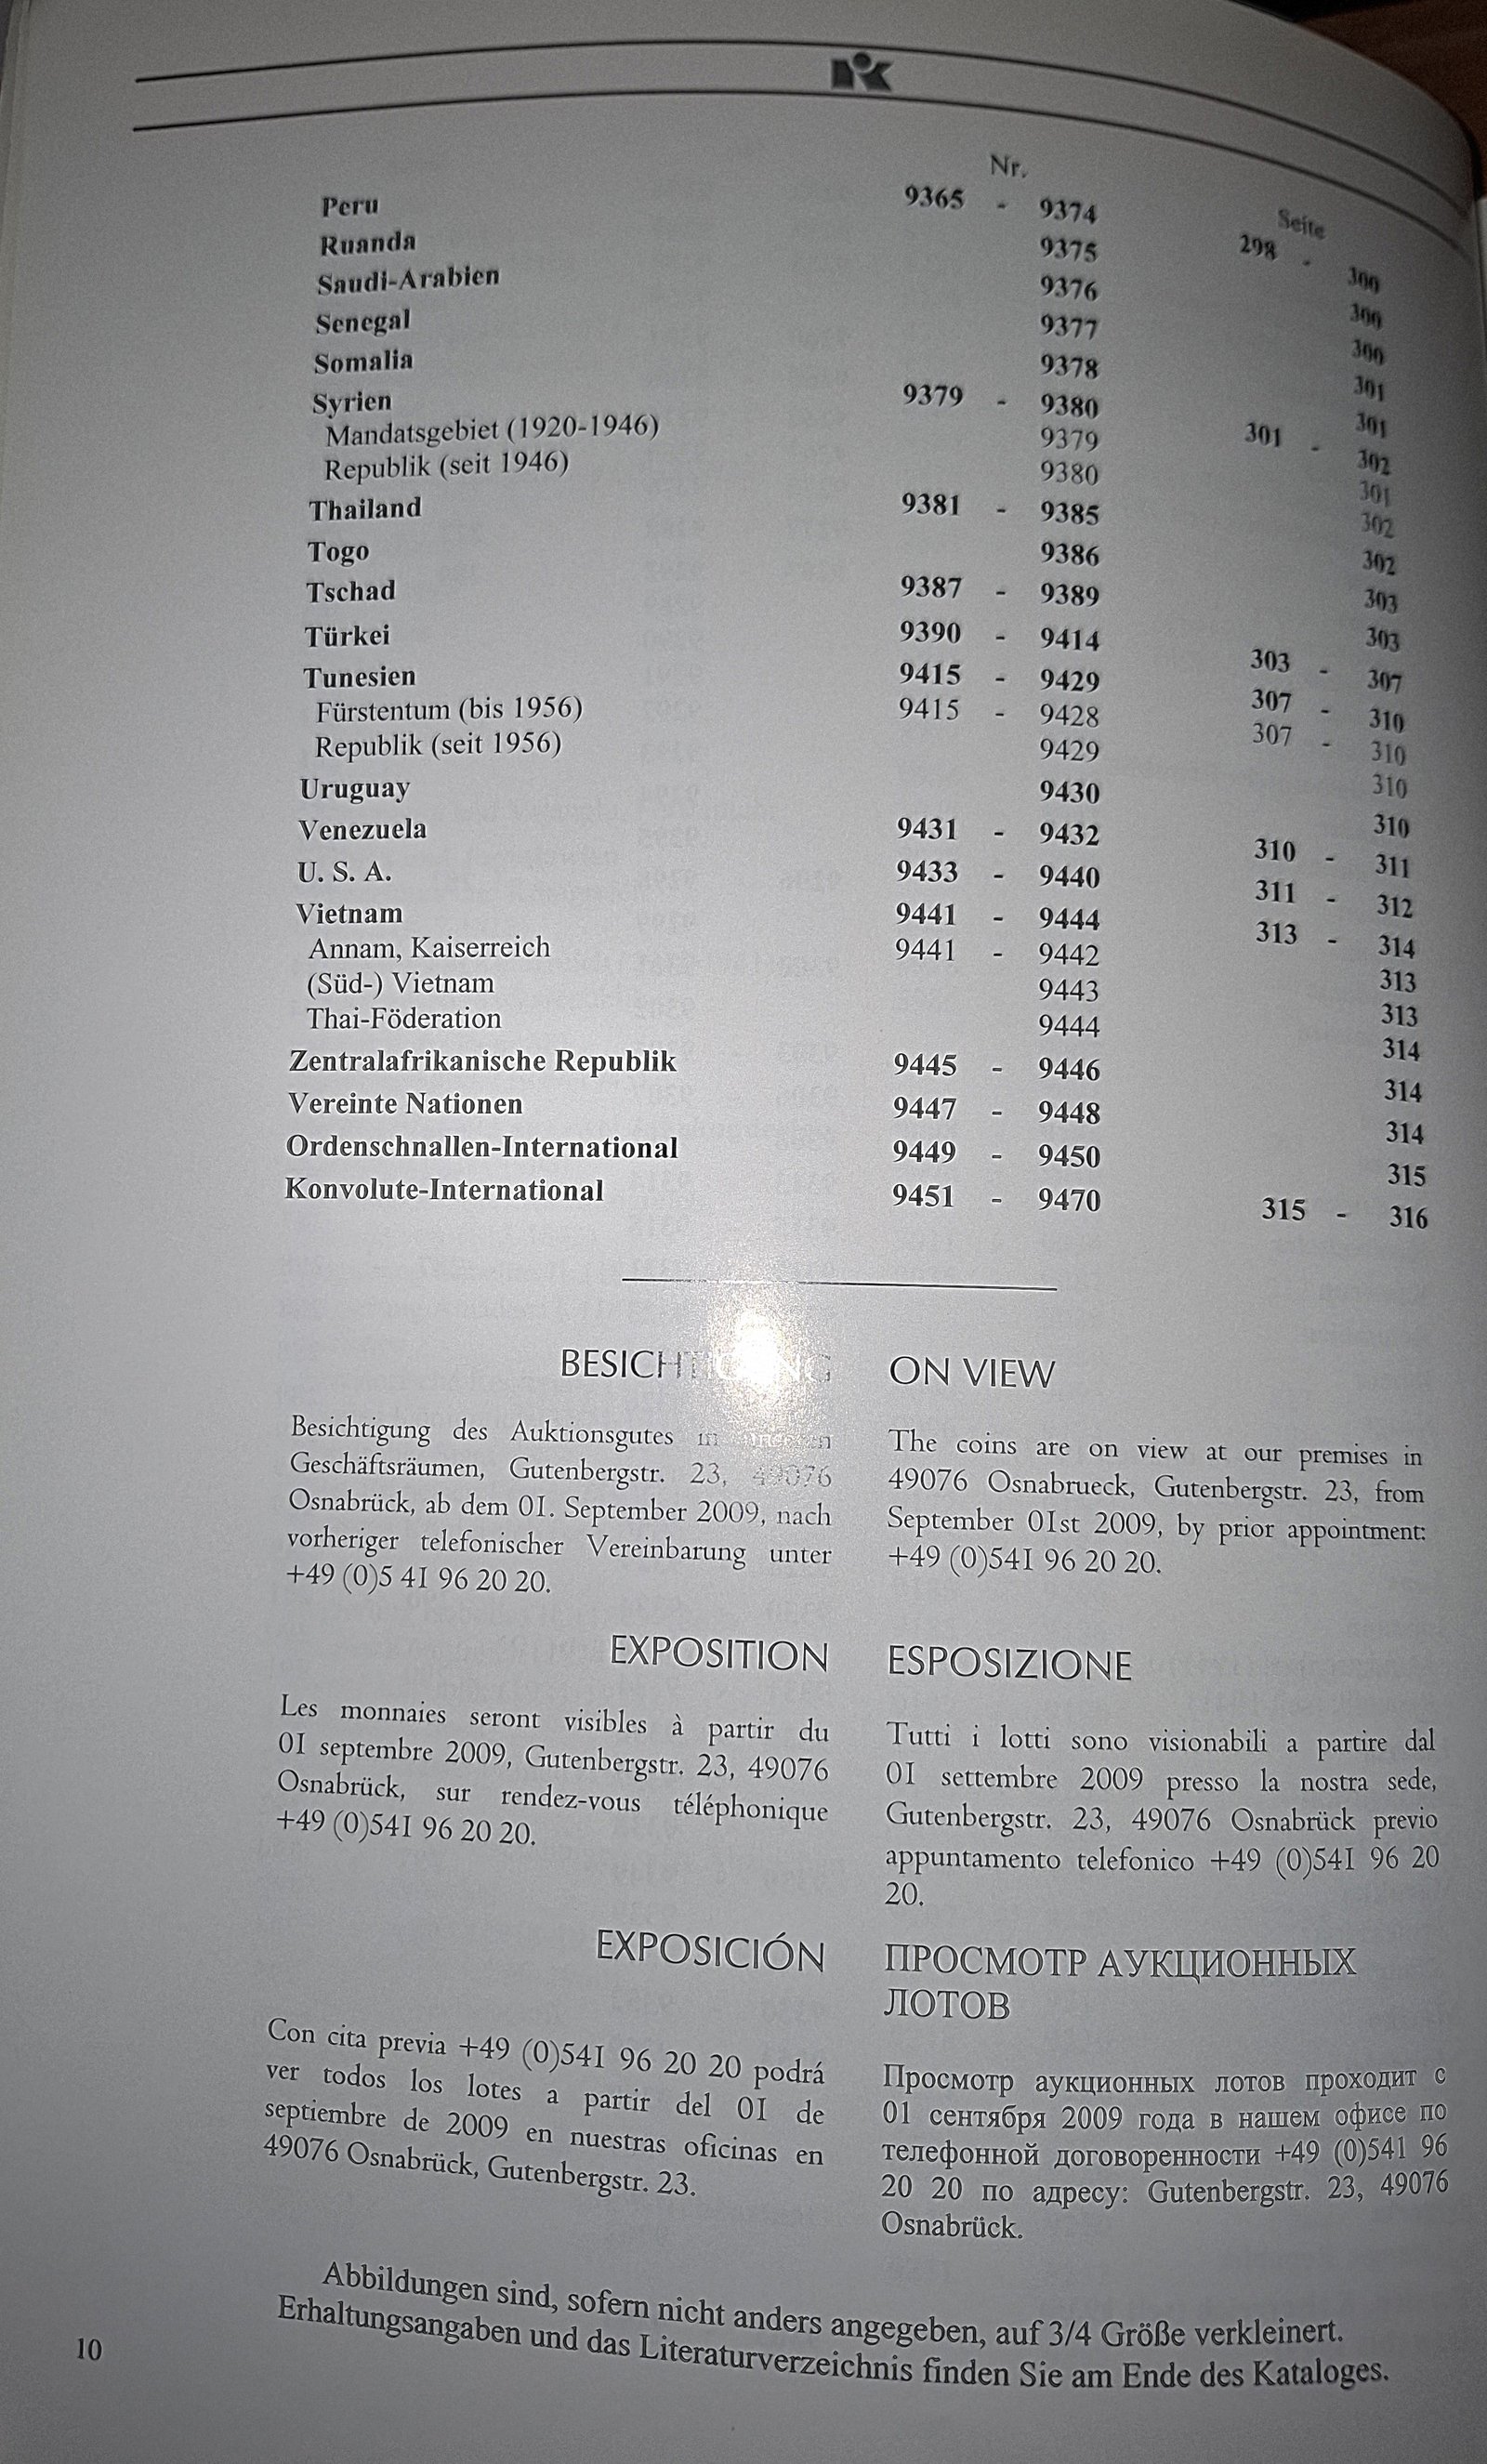 Nr. Seite
Peru 9365 - 9374 298 - 300
Ruanda 9375 300
Saudi-Arabien 9376 300
Senegal 9377 301
Somalia 9378 301
Syrien 9379 - 9380 301 - 302
Mandatsgebiet (1920-1946) 9379 301
Republik (seit 1946) 9380 302
Thailand 9381 - 9385 302
Togo 9386 303
Tschad 9387 - 9389 303
Türkei 9390 - 9414 303 - 307
Tunesien 9415 - 9429 307 - 310
Fürstentum (bis 1956) 9415 - 9428 307 - 310
Republik (seit 1956) 9429 310
Uruguay 9430 310
Venezuela 9431 - 9432 310 - 311
U. S. A. 9433 - 9440 311 - 312
Vietnam 9441 - 9444 313 - 314
Annam, Kaiserreich 9441 - 9442 313
(Süd-) Vietnam 9443 313
Thai-Föderation 9444 314
Zentralafrikanische Republik 9445 - 9446 314
Vereinte Nationen 9447 - 9448 314
Ordenschnallen-International 9449 - 9450 315
Konvolute-International 9451 - 9470 315 - 316
BESICHTIGUNG
Besichtigung des Auktionsgutes in unseren
Geschäftsräumen, Gutenbergstr. 23, 49076
Osnabrück, ab dem 01. September 2009, nach
vorheriger telefonischer Vereinbarung unter
+49 (0)5 41 96 20 20.
ON VIEW
The coins are on view at our premises in
49076 Osnabrueck, Gutenbergstr. 23, from
September 01st 2009, by prior appointment:
+49 (0)541 96 20 20.
EXPOSITION
Les monnaies seront visibles à partir du
01 septembre 2009, Gutenbergstr. 23, 49076
Osnabrück, sur rendez-vous téléphonique
+49 (0)541 96 20 20.
ESPOSIZIONE
Tutti i lotti sono visionabili a partire dal
01 settembre 2009 presso la nostra sede,
Gutenbergstr. 23, 49076 Osnabrück previo
appuntamento telefonico +49 (0)541 96 20
20.
EXPOSICIÓN
Con cita previa +49 (0)541 96 20 20 podrá
ver todos los lotes a partir del 01 de
septiembre de 2009 en nuestras oficinas en
49076 Osnabrück, Gutenbergstr. 23.
ПРОСМОТР АУКЦИОННЫХ
ЛОТОВ
Просмотр аукционных лотов проходит с
01 сентября 2009 года в нашем офисе по
телефонной договоренности +49 (0)541 96
20 20 по адресу: Gutenbergstr. 23, 49076
Osnabrück.
Abbildungen sind, sofern nicht anders angegeben, auf 3/4 Größe verkleinert.
Erhaltungsangaben und das Literaturverzeichnis finden Sie am Ende des Kataloges.
10